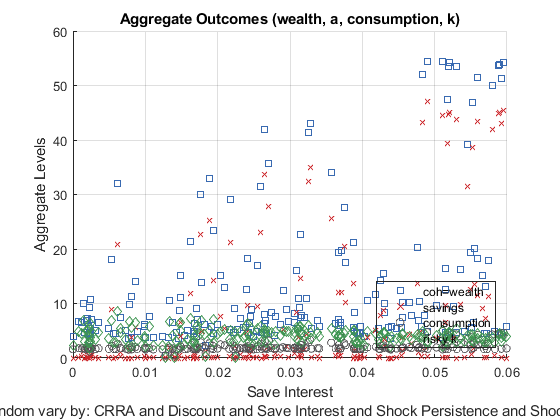 Aggregate Outcomes (wealth, a, consumption, k)
60
50
40
30
20
10
0
Aggregate Levels
coh=wealth
savings
consumption
risky k
0 0.01 0.02 0.03 0.04 0.05 0.06
Save Interest
ndom vary by: CRRA and Discount and Save Interest and Shock Persistence and Sho